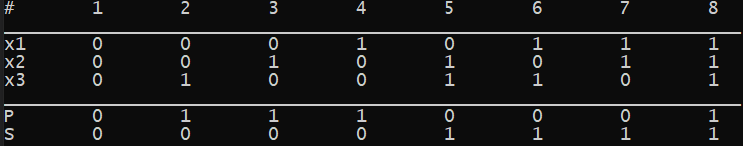 # 1 2 3 4 5 6 7 8
x1 0 0 0 1 0 1 1 1
x2 0 0 1 0 1 0 1 1
x3 0 1 0 0 1 1 0 1
P 0 1 1 1 0 0 0 1
S 0 0 0 0 1 1 1 1